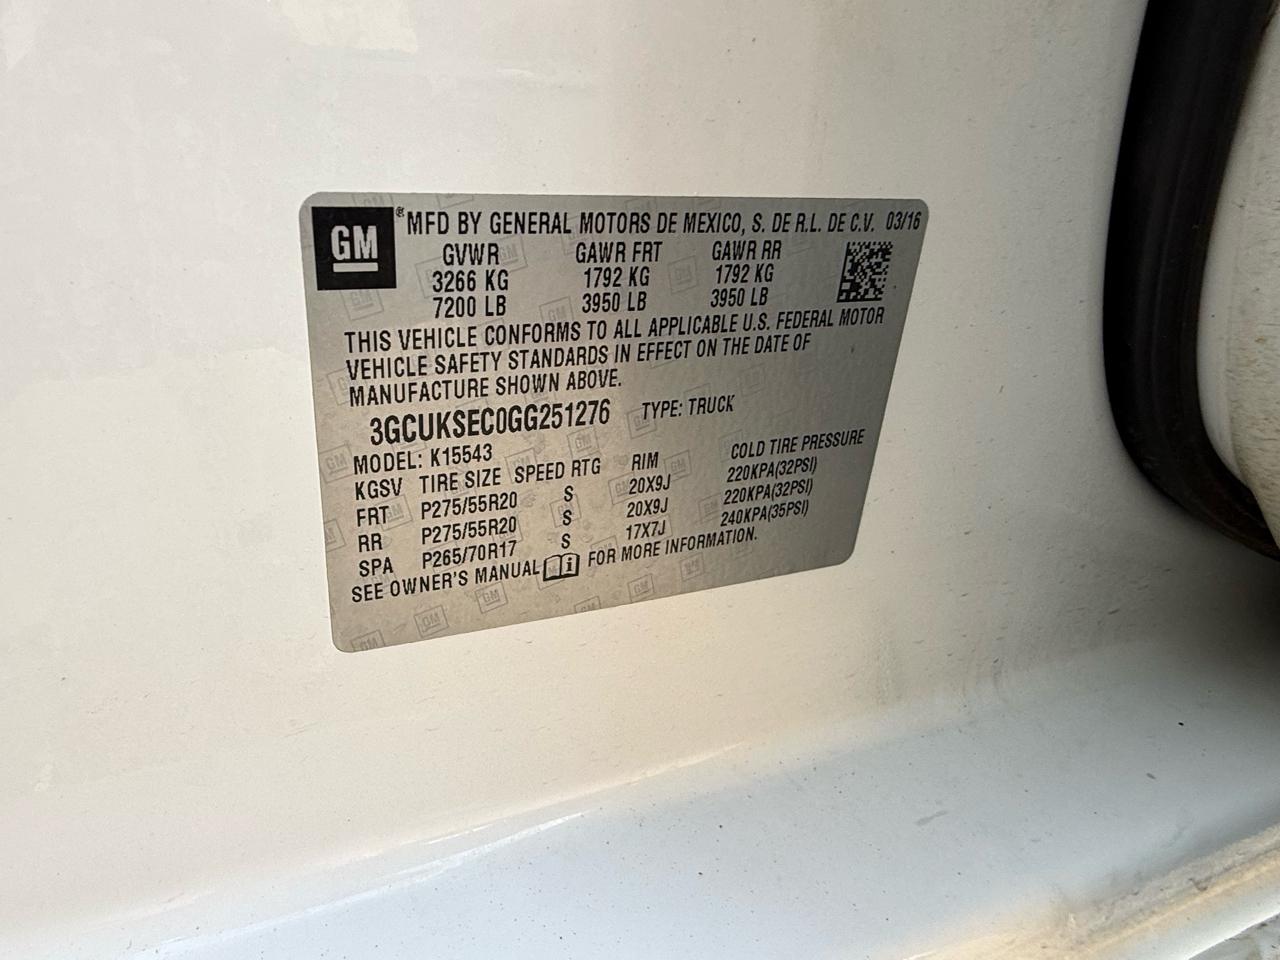 GM ® MFD BY GENERAL MOTORS DE MEXICO, S. DE R.L. DE C.V. 03/16
GVWR GAWR FRT GAWR RR
3266 KG 1792 KG 1792 KG
7200 LB 3950 LB 3950 LB
THIS VEHICLE CONFORMS TO ALL APPLICABLE U.S. FEDERAL MOTOR
VEHICLE SAFETY STANDARDS IN EFFECT ON THE DATE OF
MANUFACTURE SHOWN ABOVE.
3GCUKSEC0GG251276 TYPE: TRUCK
MODEL: K15543
KGSV TIRE SIZE SPEED RTG RIM COLD TIRE PRESSURE
FRT P275/55R20 S 20X9J 220KPA(32PSI)
RR P275/55R20 S 20X9J 220KPA(32PSI)
SPA P265/70R17 S 17X7J 240KPA(35PSI)
SEE OWNER'S MANUAL i FOR MORE INFORMATION.